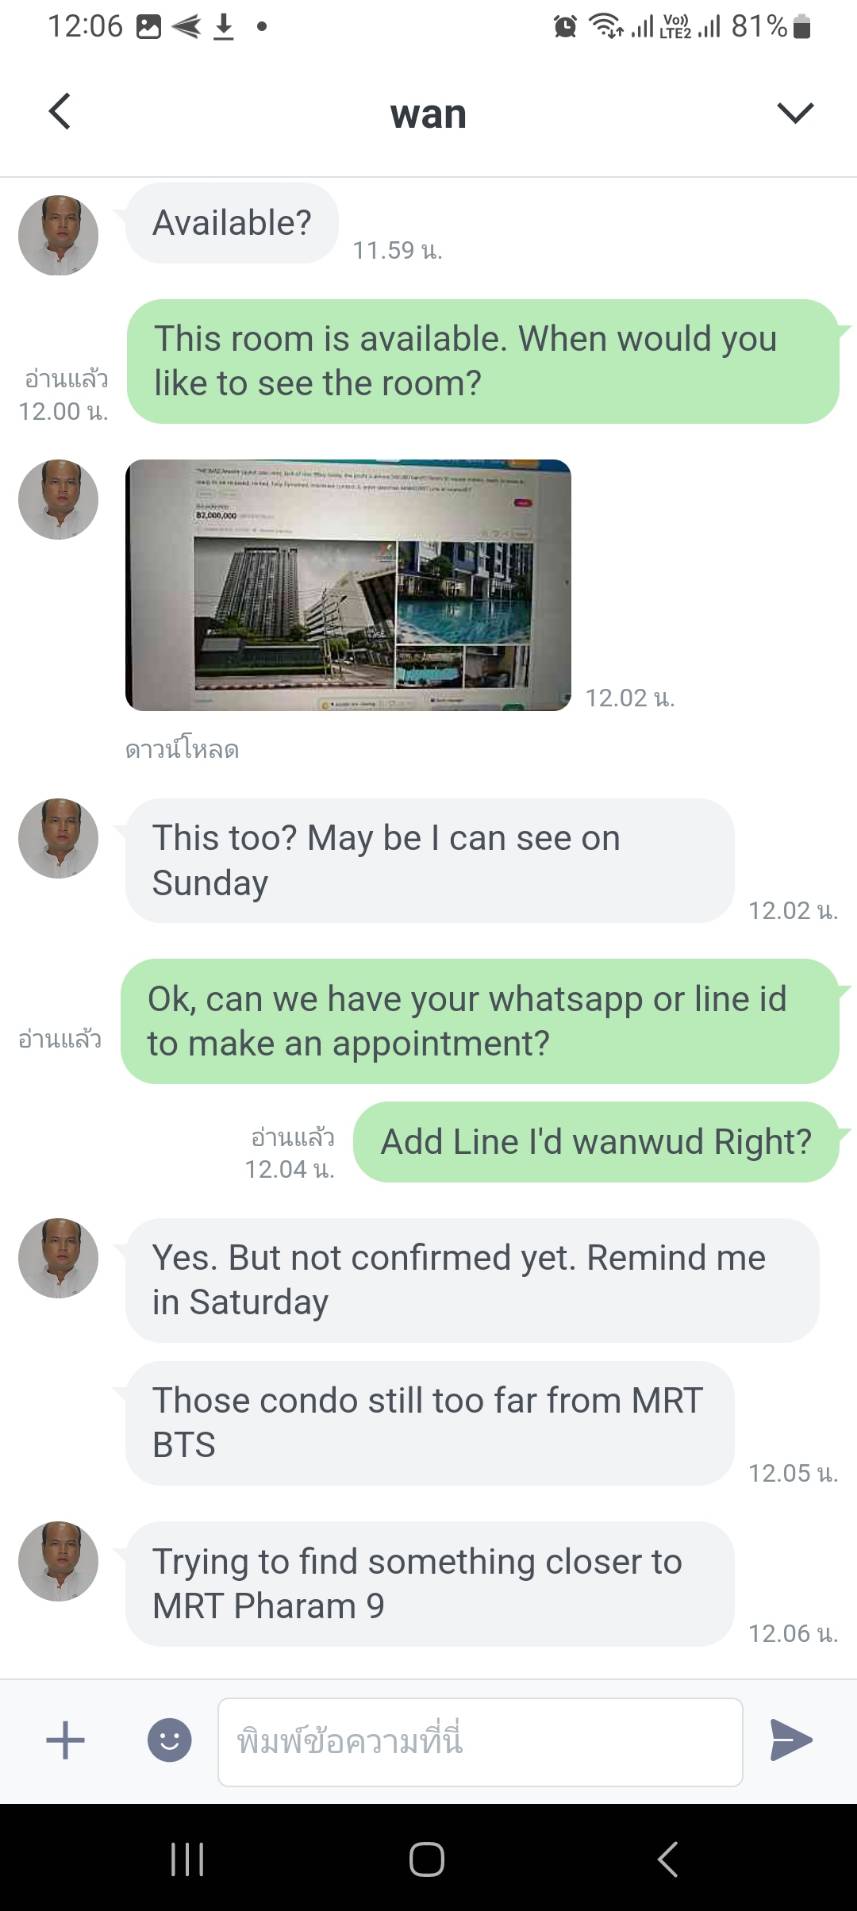 12:06
Vo))
LTE2
81%
wan
Available?
11.59 น.
This room is available. When would you
like to see the room?
อ่านแล้ว
12.00 น.
฿2,000,000
12.02 น.
ดาวน์โหลด
This too? May be I can see on
Sunday
12.02 น.
Ok, can we have your whatsapp or line id
to make an appointment?
อ่านแล้ว
Add Line I'd wanwud Right?
อ่านแล้ว
12.04 น.
Yes. But not confirmed yet. Remind me
in Saturday
Those condo still too far from MRT
BTS
12.05 น.
Trying to find something closer to
MRT Pharam 9
12.06 น.
พิมพ์ข้อความที่นี่